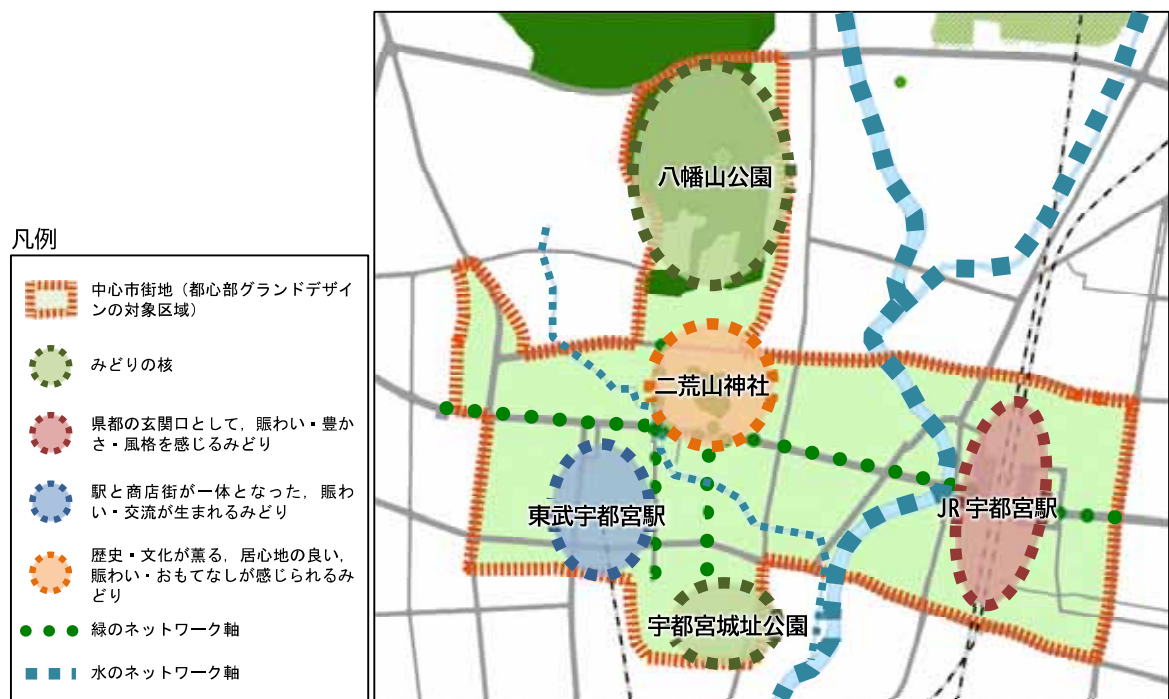 凡例
中心市街地（都心部グランドデザイ
ンの対象区域）
みどりの核
県都の玄関口として，賑わい・豊か
さ・風格を感じるみどり
駅と商店街が一体となった，賑わ
い・交流が生まれるみどり
歴史・文化が薫る，居心地の良い，
賑わい・おもてなしが感じられるみ
どり
緑のネットワーク軸
水のネットワーク軸
八幡山公園
二荒山神社
東武宇都宮駅
JR 宇都宮駅
宇都宮城址公園